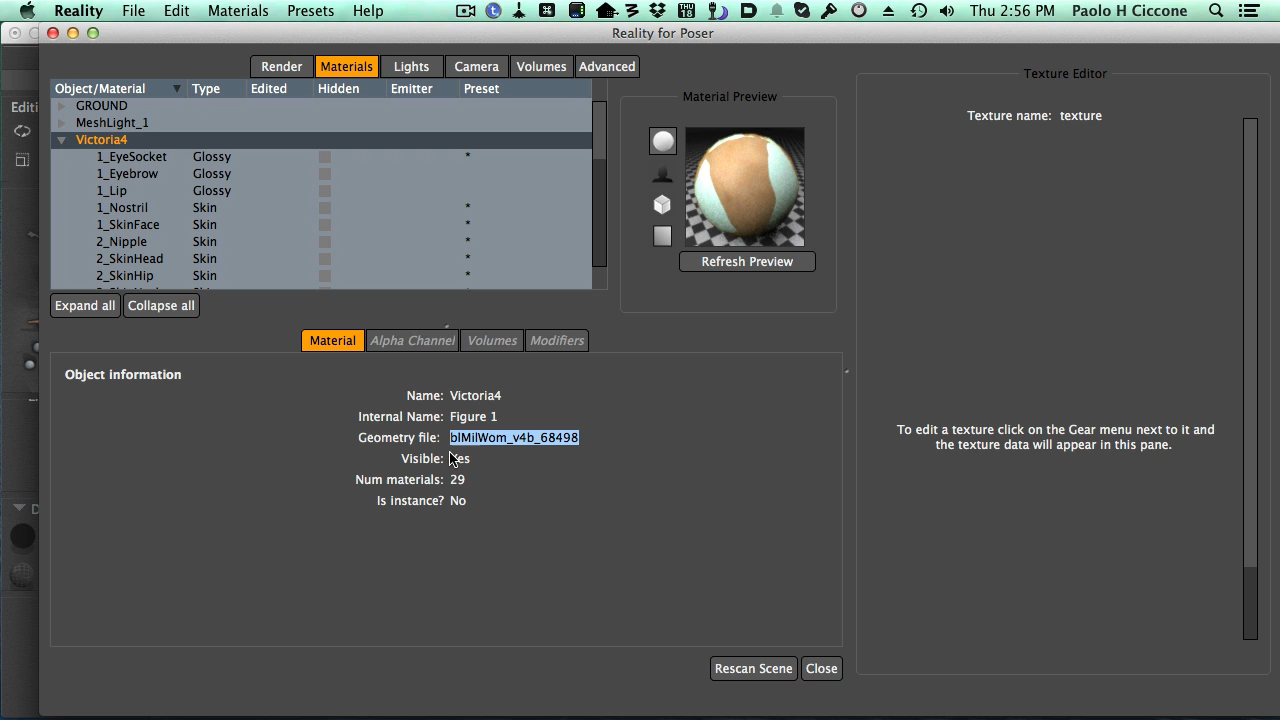 Reality File Edit Materials Presets Help THU 18 Thu 2:56 PM Paolo H Ciccone
Reality for Poser
Render Materials Lights Camera Volumes Advanced
Object/Material Type Edited Hidden Emitter Preset
GROUND
MeshLight_1
Victoria4
1_EyeSocket Glossy *
1_Eyebrow Glossy
1_Lip Glossy
1_Nostril Skin *
1_SkinFace Skin *
2_Nipple Skin *
2_SkinHead Skin *
2_SkinHip Skin *
Expand all Collapse all
Material Preview
Refresh Preview
Material Alpha Channel Volumes Modifiers
Object information
Name: Victoria4
Internal Name: Figure 1
Geometry file: blMilWom_v4b_68498
Visible: Yes
Num materials: 29
Is instance? No
Rescan Scene Close
Texture Editor
Texture name: texture
To edit a texture click on the Gear menu next to it and
the texture data will appear in this pane.
Editi
D